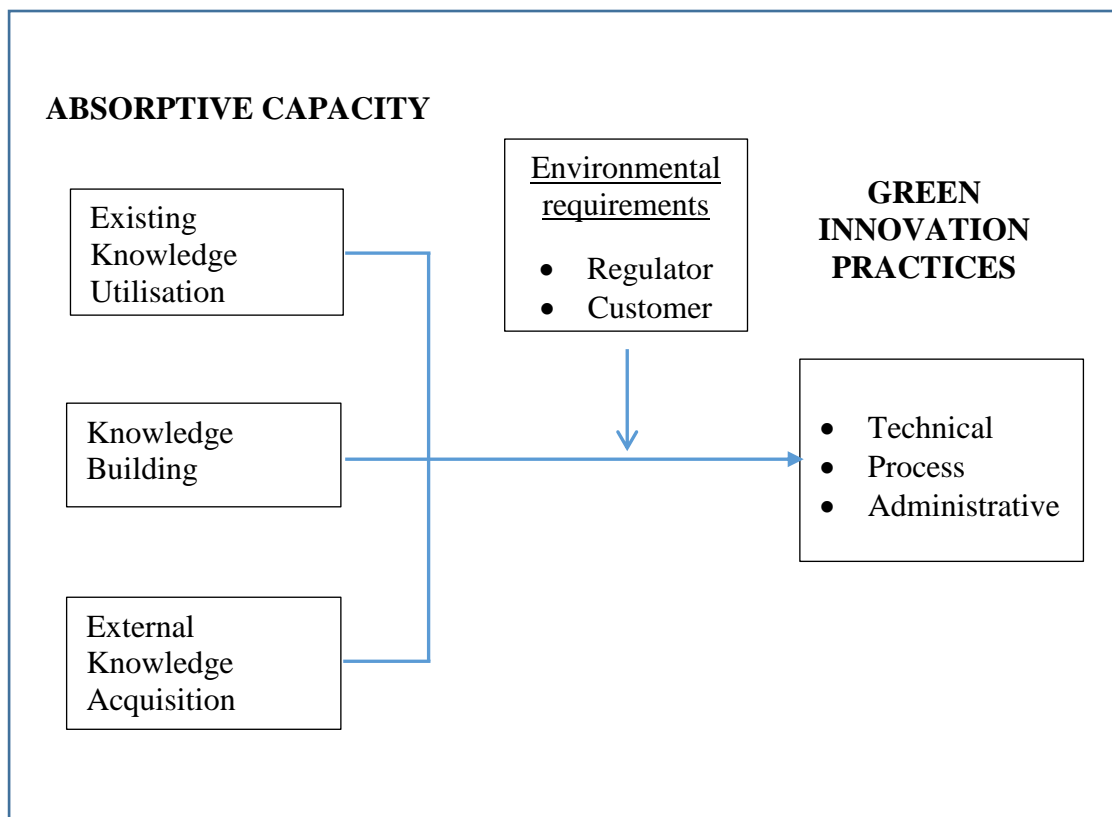 ABSORPTIVE CAPACITY
Existing
Knowledge
Utilisation
Knowledge
Building
External
Knowledge
Acquisition
Environmental
requirements
• Regulator
• Customer
GREEN
INNOVATION
PRACTICES
• Technical
• Process
• Administrative